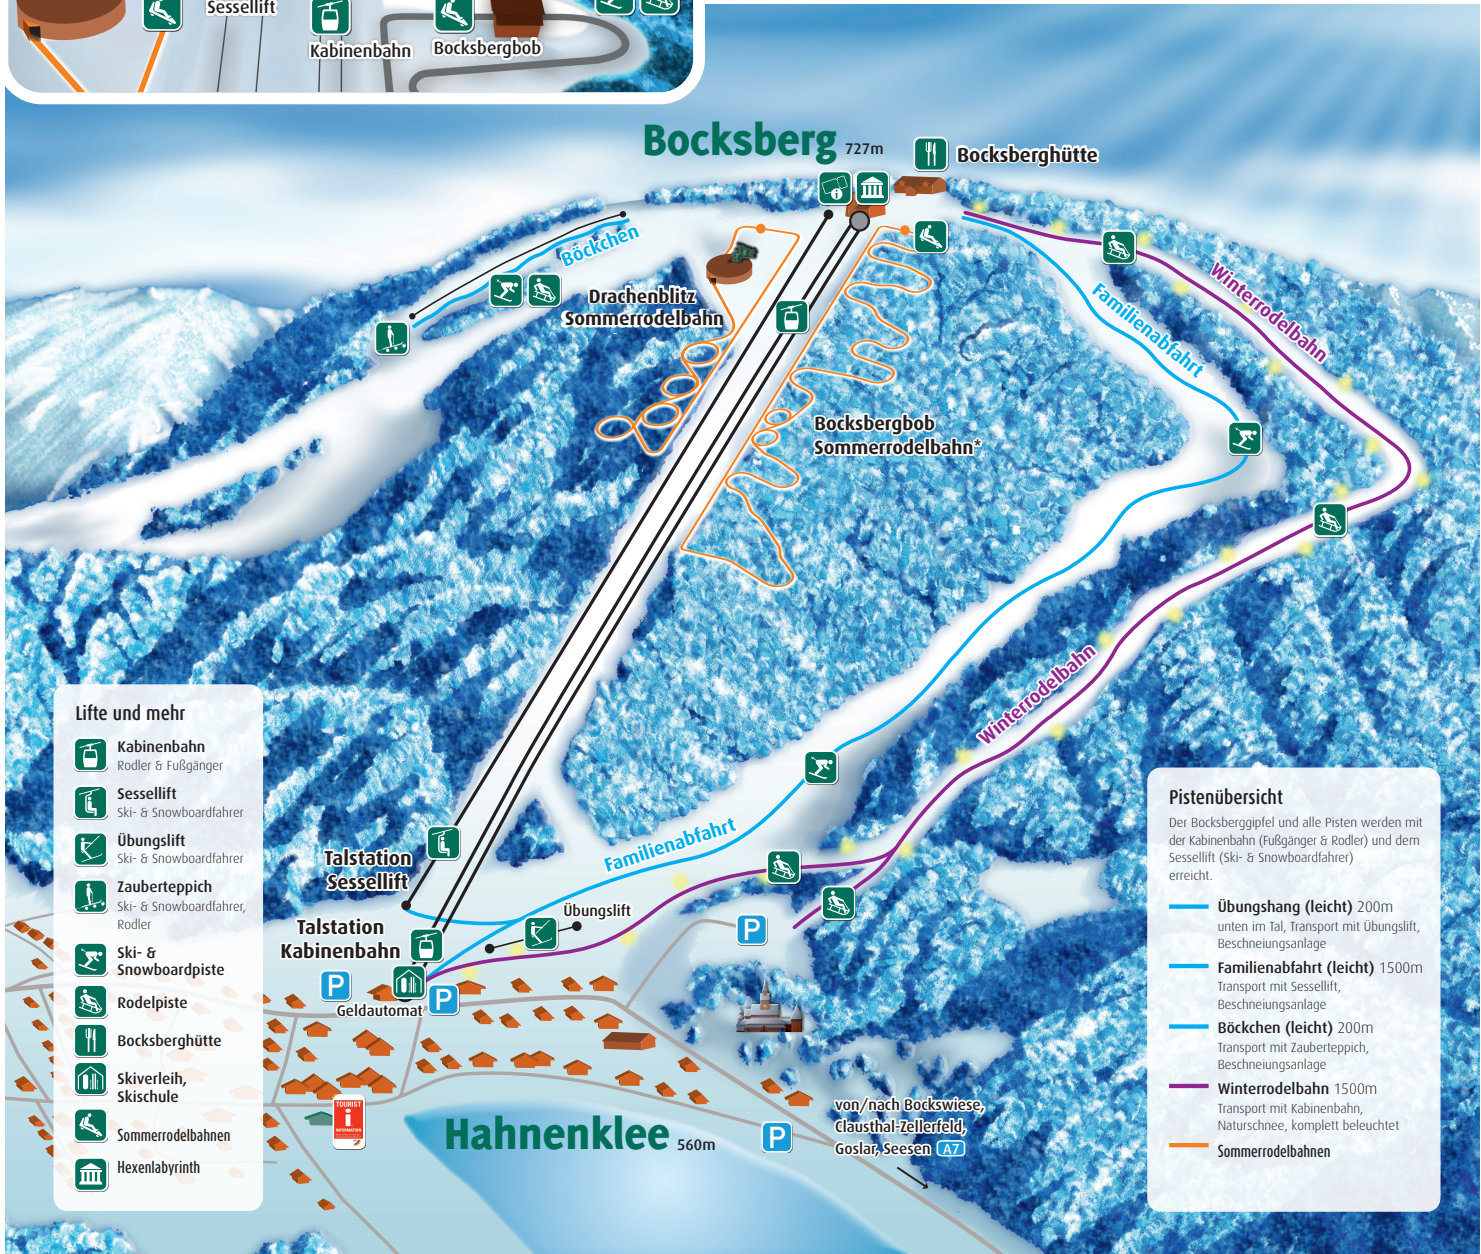 Sessellift
Kabinenbahn
Bocksbergbob
Bocksberg 727m
Bocksberghütte
Böckchen
Drachenblitz
Sommerrodelbahn
Winterrodelbahn
Familienabfahrt
Bocksbergbob
Sommerrodelbahn*
Winterrodelbahn
Familienabfahrt
Talstation
Sessellift
Übungslift
Talstation
Kabinenbahn
P
P
P
Geldautomat
TOURIST
i
INFORMATION
Hahnenklee 560m
P
von/nach Bockswiese,
Clausthal-Zellerfeld,
Goslar, Seesen A7
Lifte und mehr
Kabinenbahn
Rodler & Fußgänger
Sessellift
Ski- & Snowboardfahrer
Übungslift
Ski- & Snowboardfahrer
Zauberteppich
Ski- & Snowboardfahrer,
Rodler
Ski- &
Snowboardpiste
Rodelpiste
Bocksberghütte
Skiverleih,
Skischule
Sommerrodelbahnen
Hexenlabyrinth
Pistenübersicht
Der Bocksberggipfel und alle Pisten werden mit
der Kabinenbahn (Fußgänger & Rodler) und dem
Sessellift (Ski- & Snowboardfahrer)
erreicht.
Übungshang (leicht) 200m
unten im Tal, Transport mit Übungslift,
Beschneiungsanlage
Familienabfahrt (leicht) 1500m
Transport mit Sessellift,
Beschneiungsanlage
Böckchen (leicht) 200m
Transport mit Zauberteppich,
Beschneiungsanlage
Winterrodelbahn 1500m
Transport mit Kabinenbahn,
Naturschnee, komplett beleuchtet
Sommerrodelbahnen